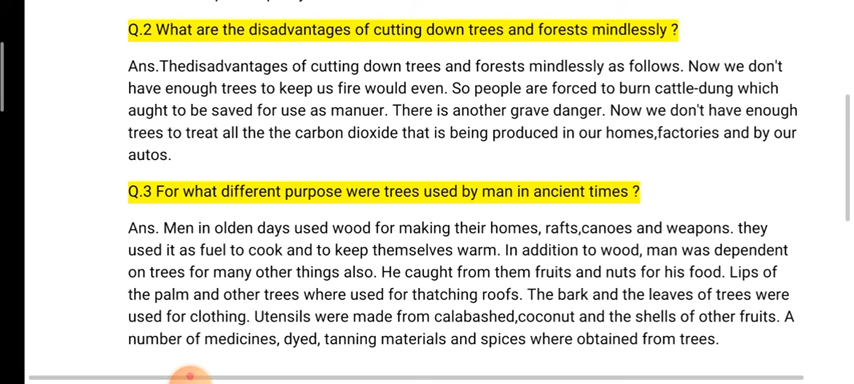 Q.2 What are the disadvantages of cutting down trees and forests mindlessly ?
Ans.Thedisadvantages of cutting down trees and forests mindlessly as follows. Now we don't
have enough trees to keep us fire would even. So people are forced to burn cattle-dung which
aught to be saved for use as manuer. There is another grave danger. Now we don't have enough
trees to treat all the the carbon dioxide that is being produced in our homes,factories and by our
autos.
Q.3 For what different purpose were trees used by man in ancient times ?
Ans. Men in olden days used wood for making their homes, rafts,canoes and weapons. they
used it as fuel to cook and to keep themselves warm. In addition to wood, man was dependent
on trees for many other things also. He caught from them fruits and nuts for his food. Lips of
the palm and other trees where used for thatching roofs. The bark and the leaves of trees were
used for clothing. Utensils were made from calabashed,coconut and the shells of other fruits. A
number of medicines, dyed, tanning materials and spices where obtained from trees.